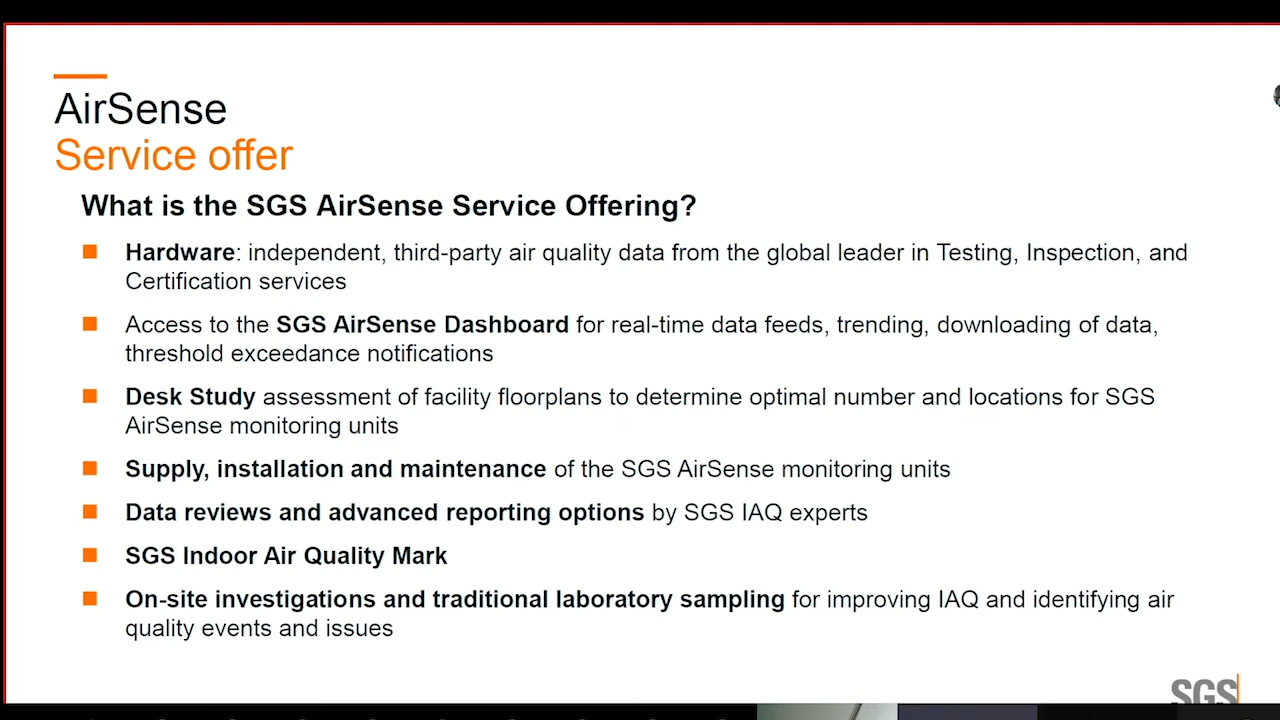 AirSense
Service offer
What is the SGS AirSense Service Offering?
Hardware: independent, third-party air quality data from the global leader in Testing, Inspection, and
Certification services
Access to the SGS AirSense Dashboard for real-time data feeds, trending, downloading of data,
threshold exceedance notifications
Desk Study assessment of facility floorplans to determine optimal number and locations for SGS
AirSense monitoring units
Supply, installation and maintenance of the SGS AirSense monitoring units
Data reviews and advanced reporting options by SGS IAQ experts
SGS Indoor Air Quality Mark
On-site investigations and traditional laboratory sampling for improving IAQ and identifying air
quality events and issues
SGS